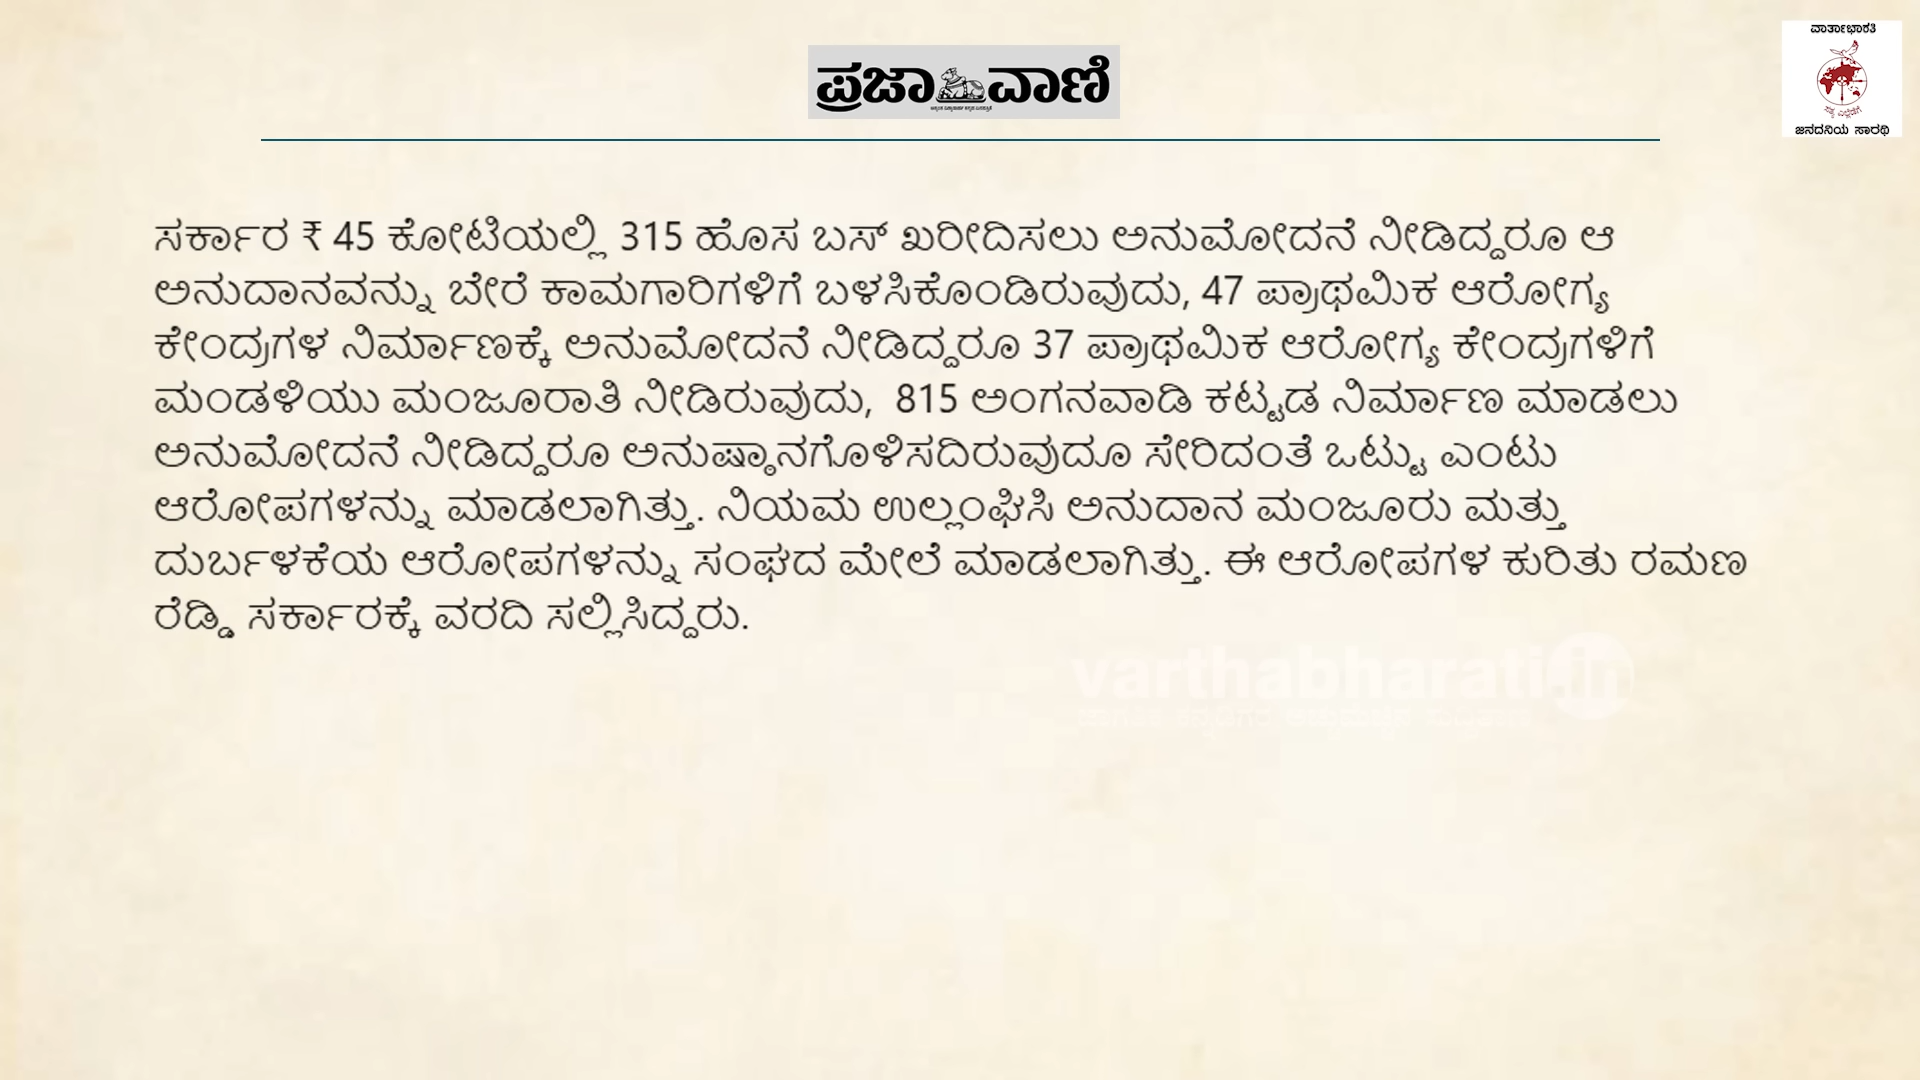 ಪ್ರಜಾವಾಣಿ
ವಾರ್ತಾಭಾರತಿ
ಸತ್ಯ ಎಲ್ಲೆಡೆಗೆ
ಜನದನಿಯ ಸಾರಥಿ
ಸರ್ಕಾರ ₹ 45 ಕೋಟಿಯಲ್ಲಿ 315 ಹೊಸ ಬಸ್ ಖರೀದಿಸಲು ಅನುಮೋದನೆ ನೀಡಿದ್ದರೂ ಆ
ಅನುದಾನವನ್ನು ಬೇರೆ ಕಾಮಗಾರಿಗಳಿಗೆ ಬಳಸಿಕೊಂಡಿರುವುದು, 47 ಪ್ರಾಥಮಿಕ ಆರೋಗ್ಯ
ಕೇಂದ್ರಗಳ ನಿರ್ಮಾಣಕ್ಕೆ ಅನುಮೋದನೆ ನೀಡಿದ್ದರೂ 37 ಪ್ರಾಥಮಿಕ ಆರೋಗ್ಯ ಕೇಂದ್ರಗಳಿಗೆ
ಮಂಡಳಿಯು ಮಂಜೂರಾತಿ ನೀಡಿರುವುದು, 815 ಅಂಗನವಾಡಿ ಕಟ್ಟಡ ನಿರ್ಮಾಣ ಮಾಡಲು
ಅನುಮೋದನೆ ನೀಡಿದ್ದರೂ ಅನುಷ್ಠಾನಗೊಳಿಸದಿರುವುದೂ ಸೇರಿದಂತೆ ಒಟ್ಟು ಎಂಟು
ಆರೋಪಗಳನ್ನು ಮಾಡಲಾಗಿತ್ತು. ನಿಯಮ ಉಲ್ಲಂಘಿಸಿ ಅನುದಾನ ಮಂಜೂರು ಮತ್ತು
ದುರ್ಬಳಕೆಯ ಆರೋಪಗಳನ್ನು ಸಂಘದ ಮೇಲೆ ಮಾಡಲಾಗಿತ್ತು. ಈ ಆರೋಪಗಳ ಕುರಿತು ರಮಣ
ರೆಡ್ಡಿ ಸರ್ಕಾರಕ್ಕೆ ವರದಿ ಸಲ್ಲಿಸಿದ್ದರು.
varthabharati.in